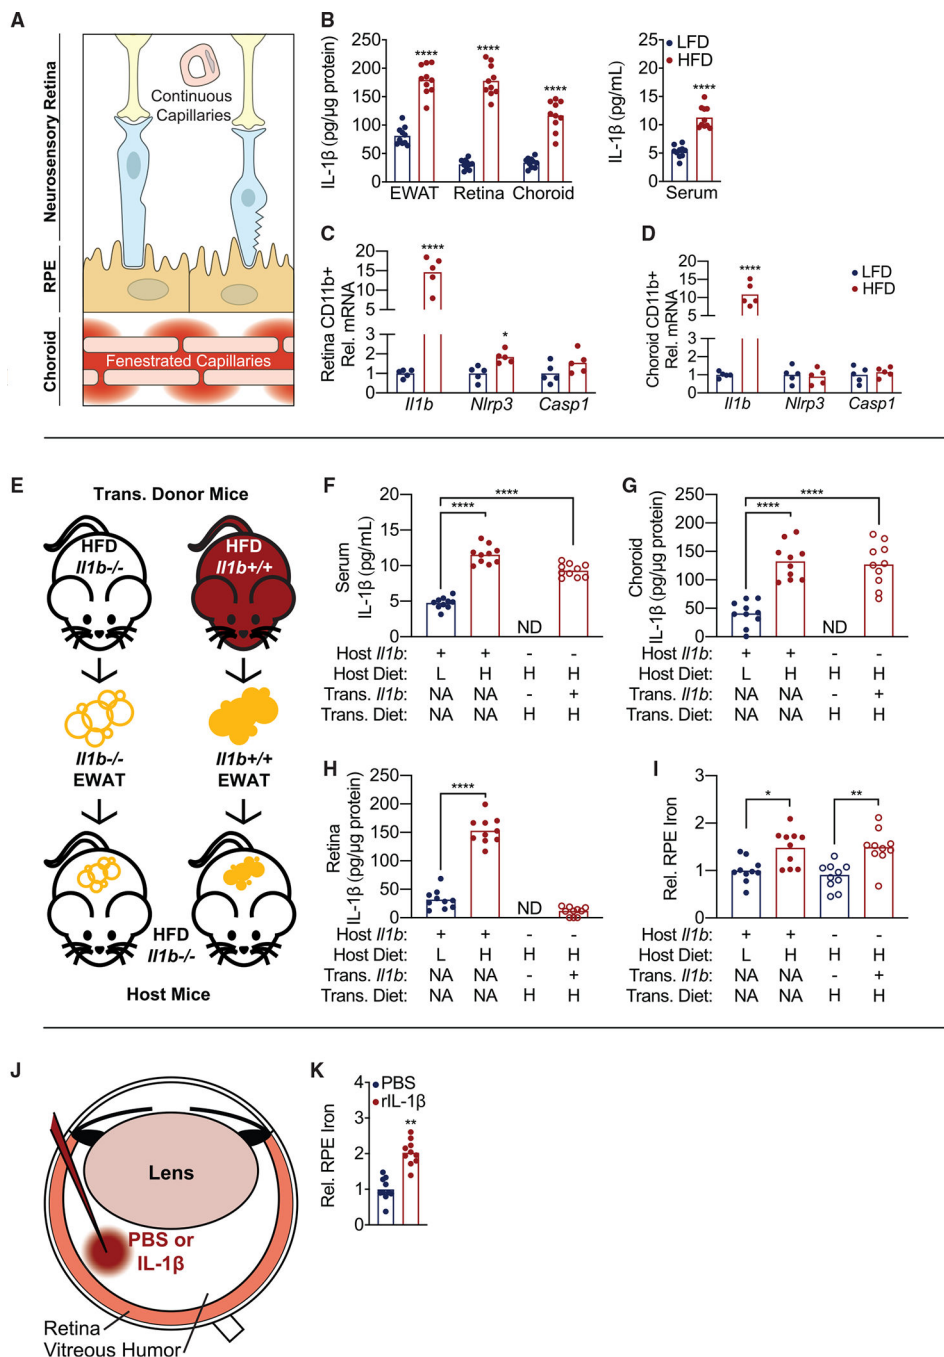 A
Neurosensory Retina
RPE
Choroid
Continuous
Capillaries
Fenestrated Capillaries
B
IL-1β (pg/µg protein)
250
200
150
100
50
0
****
****
****
EWAT
Retina
Choroid
IL-1β (pg/mL)
25
20
15
10
5
0
LFD
HFD
****
Serum
C
Retina CD11b+
Rel. mRNA
20
15
10
5
3
2
1
0
****
*
Il1b
Nlrp3
Casp1
D
Choroid CD11b+
Rel. mRNA
20
15
10
5
3
2
1
0
****
LFD
HFD
Il1b
Nlrp3
Casp1
E
Trans. Donor Mice
HFD
Il1b-/-
HFD
Il1b+/+
Il1b-/-
EWAT
Il1b+/+
EWAT
HFD
Il1b-/-
Host Mice
F
Serum
IL-1β (pg/mL)
20
15
10
5
0
****
****
ND
Host Il1b: + + - -
Host Diet: L H H H
Trans. Il1b: NA NA - +
Trans. Diet: NA NA H H
G
Choroid
IL-1β (pg/µg protein)
250
200
150
100
50
0
****
****
ND
Host Il1b: + + - -
Host Diet: L H H H
Trans. Il1b: NA NA - +
Trans. Diet: NA NA H H
H
Retina
IL-1β (pg/µg protein)
250
200
150
100
50
0
****
ND
Host Il1b: + + - -
Host Diet: L H H H
Trans. Il1b: NA NA - +
Trans. Diet: NA NA H H
I
Rel. RPE Iron
3
2
1
0
*
**
Host Il1b: + + - -
Host Diet: L H H H
Trans. Il1b: NA NA - +
Trans. Diet: NA NA H H
J
Lens
PBS or
IL-1β
Retina
Vitreous Humor
K
Rel. RPE Iron
4
3
2
1
0
PBS
rIL-1β
**